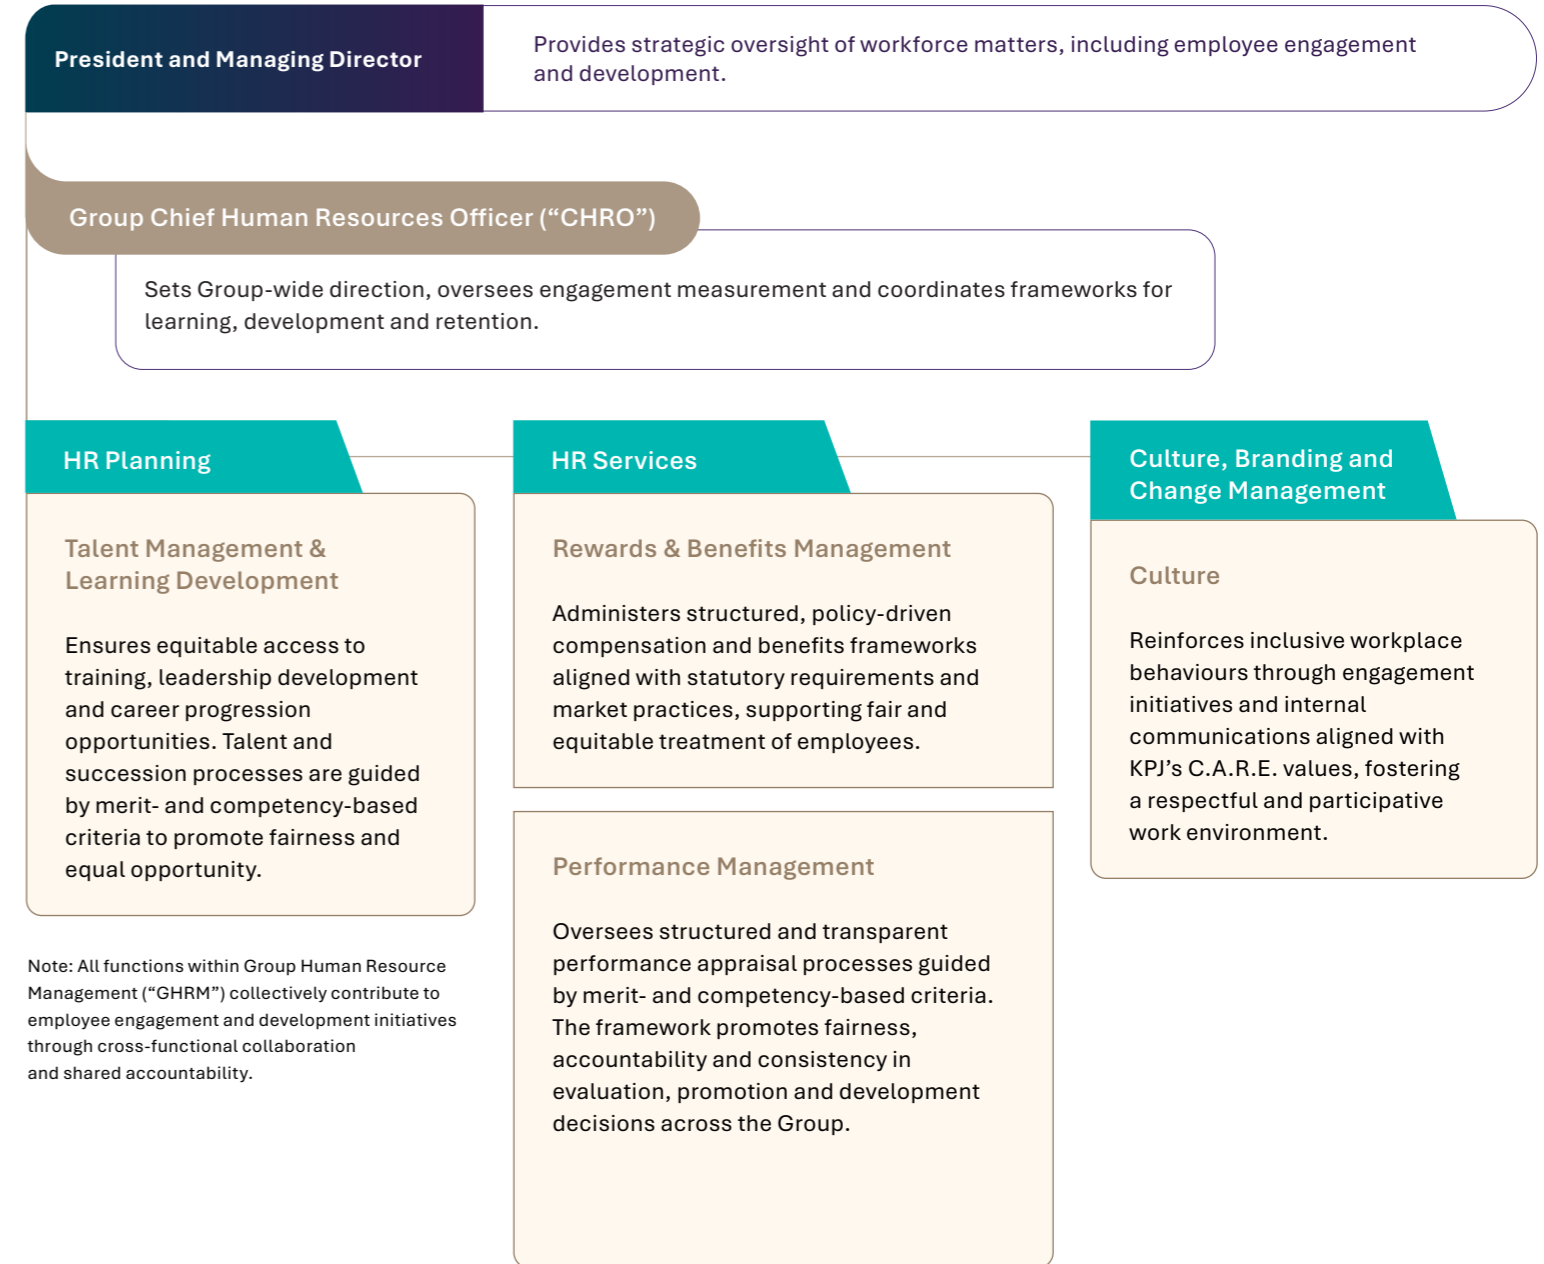 President and Managing Director
Provides strategic oversight of workforce matters, including employee engagement
and development.
Group Chief Human Resources Officer (“CHRO”)
Sets Group-wide direction, oversees engagement measurement and coordinates frameworks for
learning, development and retention.
HR Planning
Talent Management &
Learning Development
Ensures equitable access to
training, leadership development
and career progression
opportunities. Talent and
succession processes are guided
by merit- and competency-based
criteria to promote fairness and
equal opportunity.
Note: All functions within Group Human Resource
Management (“GHRM”) collectively contribute to
employee engagement and development initiatives
through cross-functional collaboration
and shared accountability.
HR Services
Rewards & Benefits Management
Administers structured, policy-driven
compensation and benefits frameworks
aligned with statutory requirements and
market practices, supporting fair and
equitable treatment of employees.
Performance Management
Oversees structured and transparent
performance appraisal processes guided
by merit- and competency-based criteria.
The framework promotes fairness,
accountability and consistency in
evaluation, promotion and development
decisions across the Group.
Culture, Branding and
Change Management
Culture
Reinforces inclusive workplace
behaviours through engagement
initiatives and internal
communications aligned with
KPJ’s C.A.R.E. values, fostering
a respectful and participative
work environment.